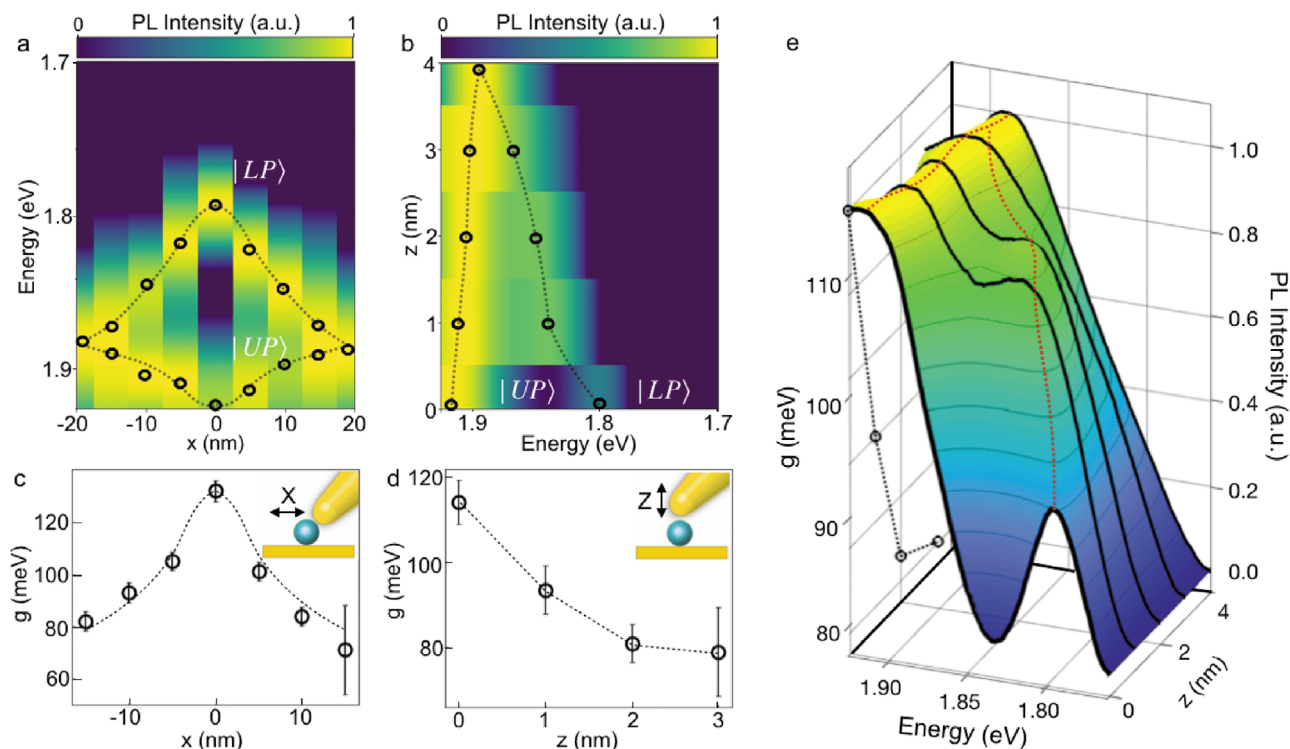 a
PL Intensity (a.u.)
0
1
1.7
1.8
1.9
Energy (eV)
|LP⟩
|UP⟩
-20
-10
0
10
20
x (nm)
b
PL Intensity (a.u.)
0
1
4
3
2
1
0
z (nm)
|UP⟩
|LP⟩
1.9
1.8
1.7
Energy (eV)
c
120
100
80
60
g (meV)
X
-10
0
10
x (nm)
d
120
100
80
g (meV)
Z
0
1
2
3
z (nm)
e
110
100
90
80
g (meV)
1.90
1.85
1.80
Energy (eV)
0
2
4
z (nm)
1.0
0.8
0.6
0.4
0.2
0.0
PL Intensity (a.u.)